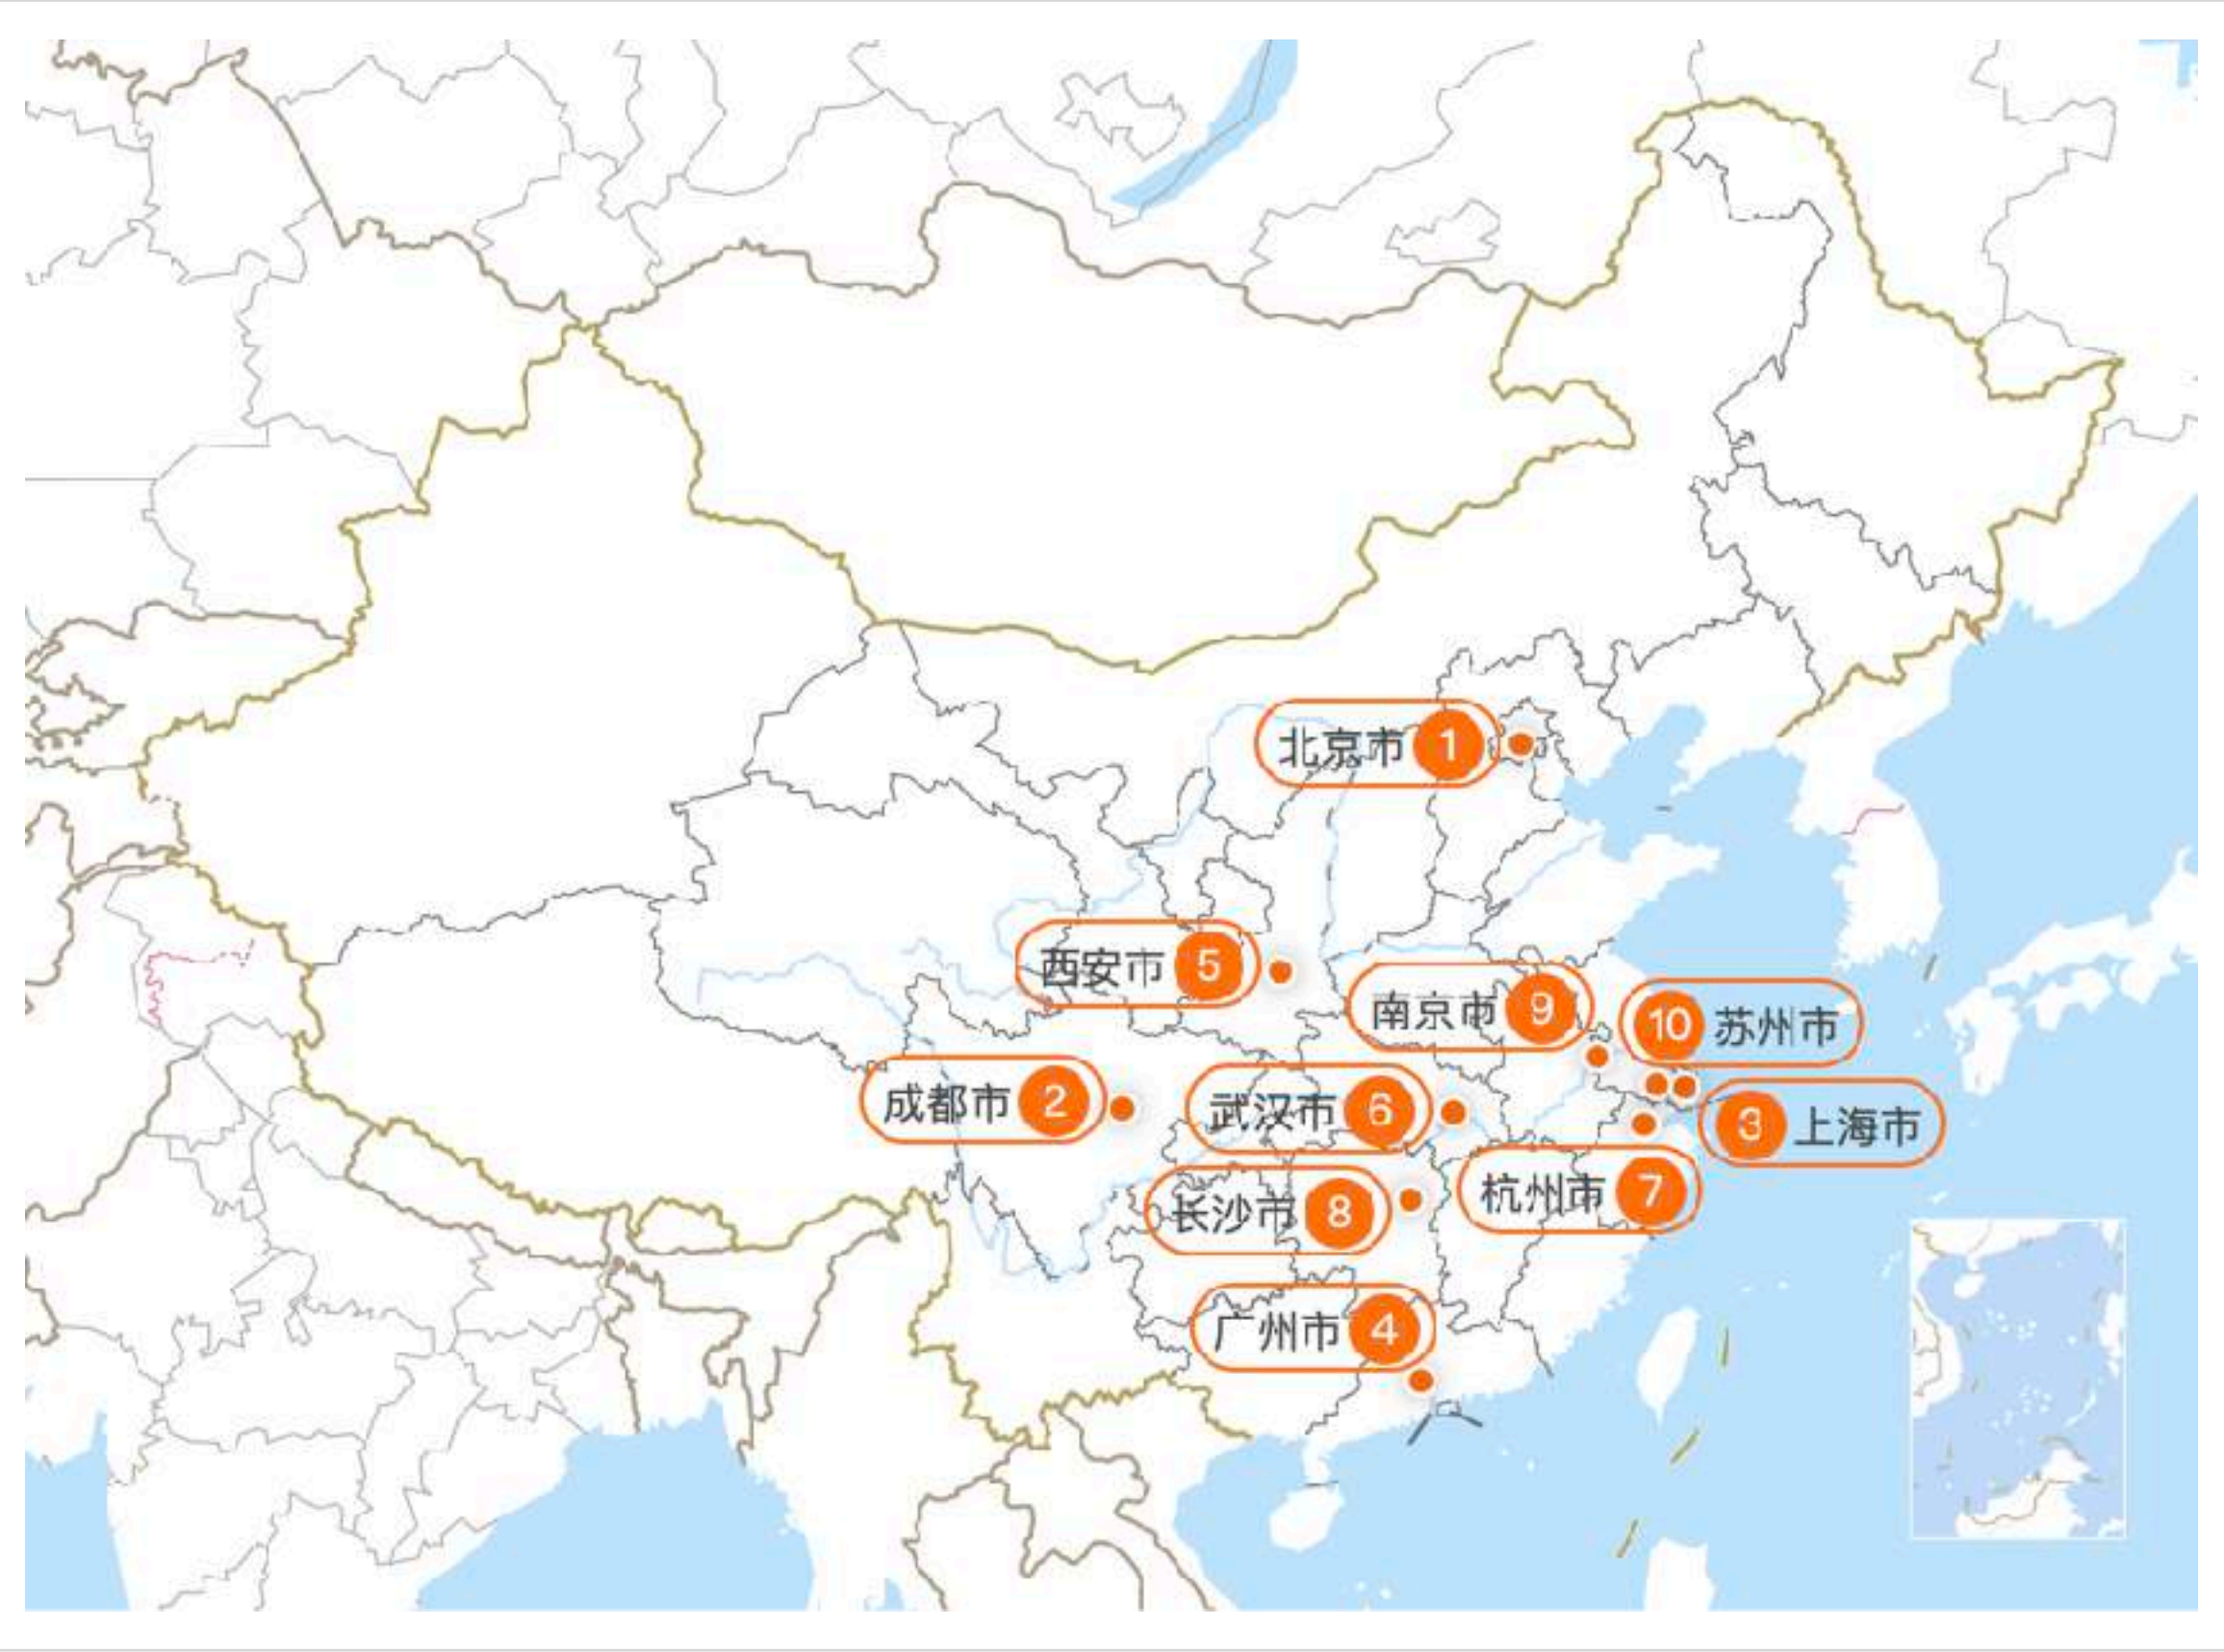 北京市 1
西安市 5
南京市 9
10 苏州市
成都市 2
武汉市 6
3 上海市
杭州市 7
长沙市 8
广州市 4